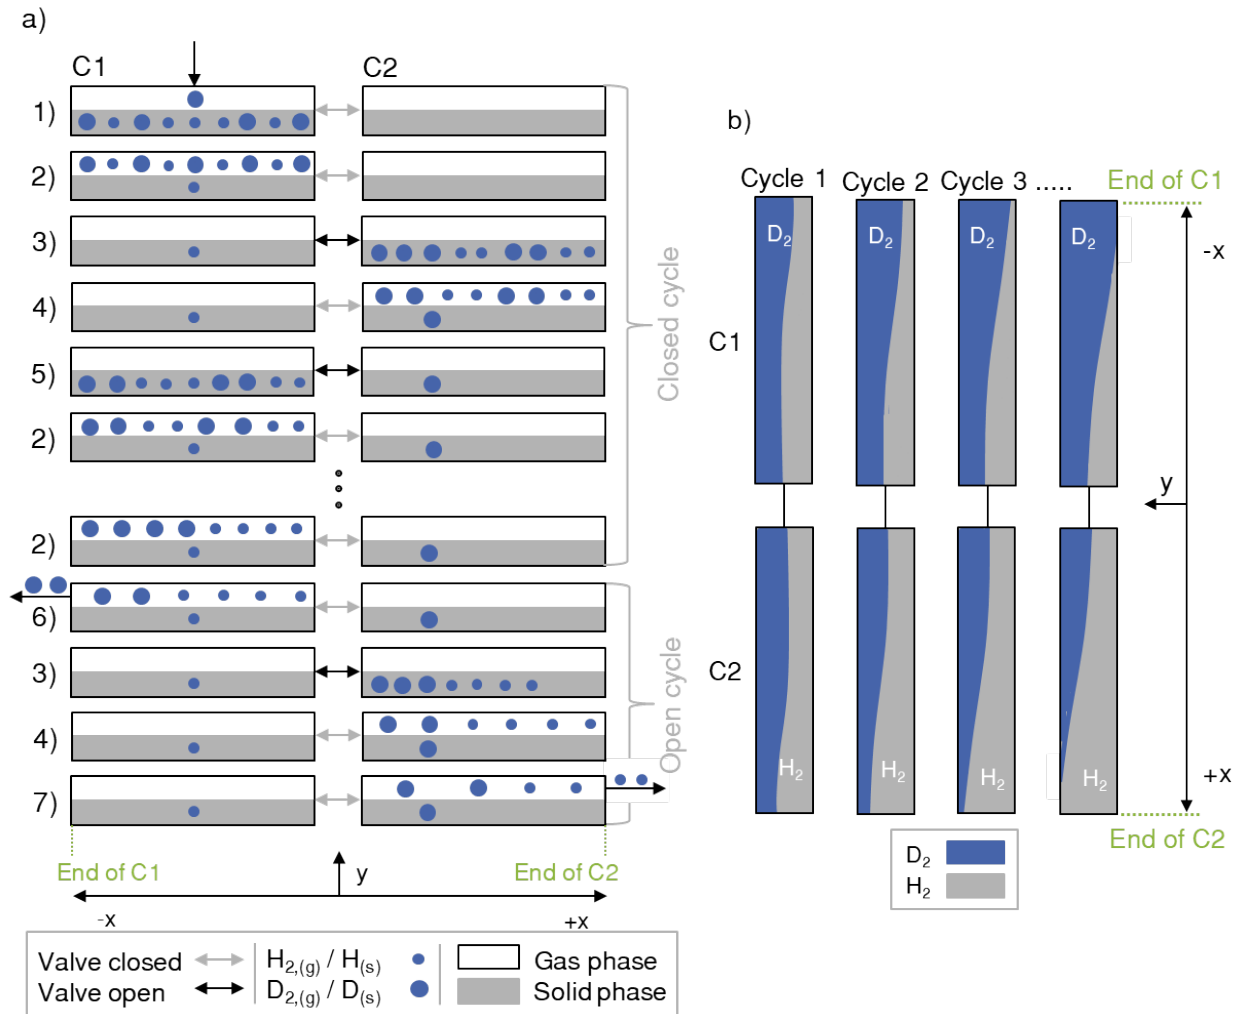 a)
C1 C2
1)
2)
3)
4)
5)
2)
2)
6)
3)
4)
7)
Closed cycle
Open cycle
End of C1 End of C2
y
-x +x
Valve closed H2,(g) / H(s) Gas phase
Valve open D2,(g) / D(s) Solid phase
b)
Cycle 1 Cycle 2 Cycle 3 ..... End of C1
D2 D2 D2 D2
-x
C1
y
C2
H2 H2 H2 H2
+x
End of C2
D2
H2